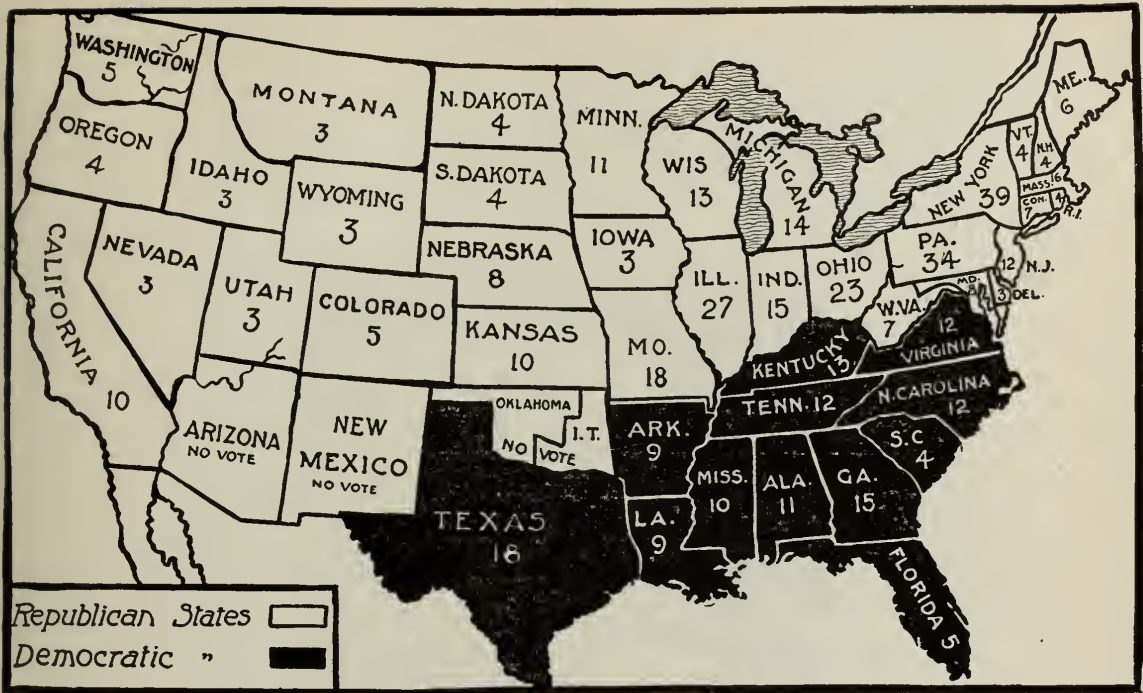 WASHINGTON
5
OREGON
4
CALIFORNIA
10
NEVADA
3
IDAHO
3
MONTANA
3
WYOMING
3
UTAH
3
COLORADO
5
ARIZONA
NO VOTE
NEW
MEXICO
NO VOTE
N. DAKOTA
4
S. DAKOTA
4
NEBRASKA
8
KANSAS
10
OKLAHOMA
I.T.
NO VOTE
TEXAS
18
MINN.
11
IOWA
3
MO.
18
ARK.
9
LA.
9
WIS
13
MICHIGAN
14
ILL.
27
IND.
15
OHIO
23
KENTUCKY
13
TENN. 12
MISS.
10
ALA.
11
GA.
15
FLORIDA 5
S.C
4
N. CAROLINA
12
12
VIRGINIA
W.VA.
7
MD.
3 DEL.
PA.
34
12 N.J.
NEW YORK
39
CON.
7
4
R.I.
MASS. 16
VT.
4
N.H.
4
ME.
6
Republican States
Democratic "